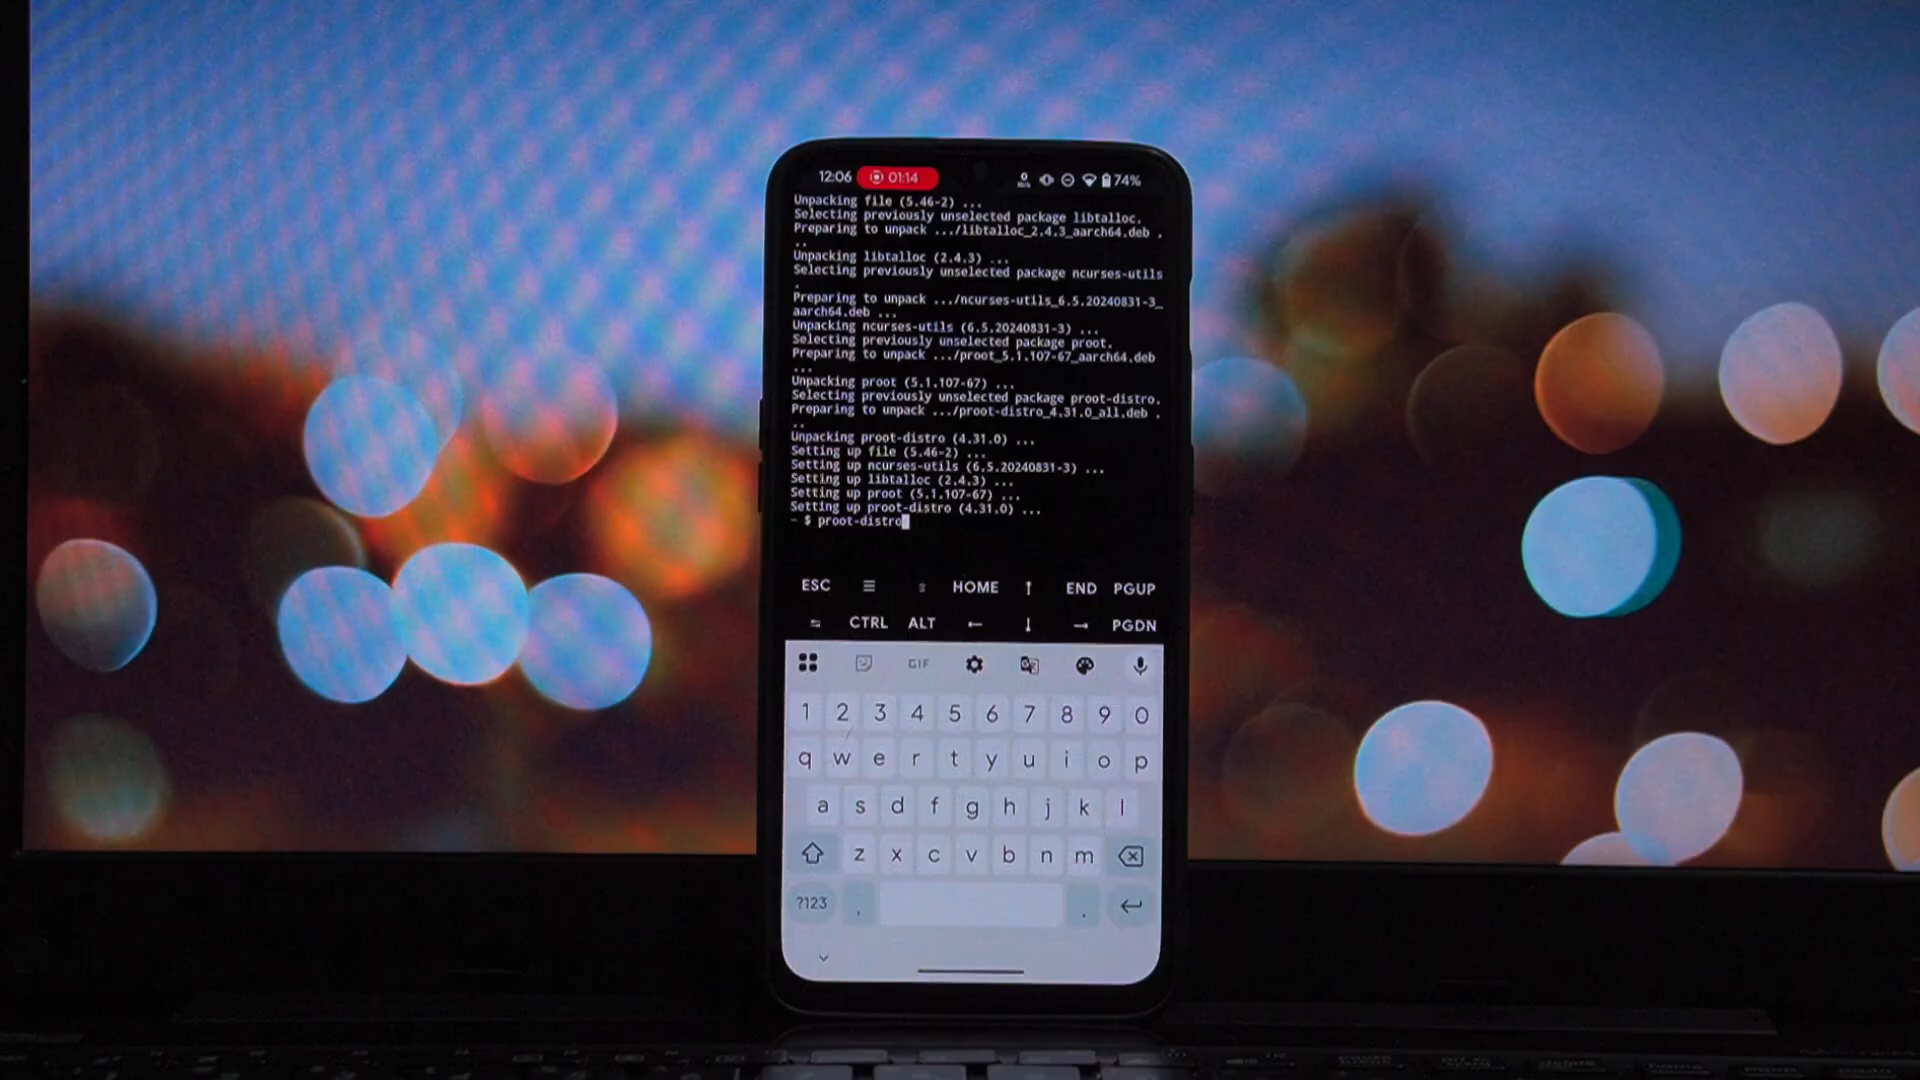 12:06 01:14 74%
Unpacking file (5.46-2) ...
Selecting previously unselected package libtalloc.
Preparing to unpack .../libtalloc_2.4.3_aarch64.deb .
..
Unpacking libtalloc (2.4.3) ...
Selecting previously unselected package ncurses-utils
.
Preparing to unpack .../ncurses-utils_6.5.20240831-3_
aarch64.deb ...
Unpacking ncurses-utils (6.5.20240831-3) ...
Selecting previously unselected package proot.
Preparing to unpack .../proot_5.1.107-67_aarch64.deb
...
Unpacking proot (5.1.107-67) ...
Selecting previously unselected package proot-distro.
Preparing to unpack .../proot-distro_4.31.0_all.deb .
..
Unpacking proot-distro (4.31.0) ...
Setting up file (5.46-2) ...
Setting up ncurses-utils (6.5.20240831-3) ...
Setting up libtalloc (2.4.3) ...
Setting up proot (5.1.107-67) ...
Setting up proot-distro (4.31.0) ...
~ $ proot-distro
ESC ☰ HOME ↑ END PGUP
CTRL ALT ← ↓ → PGDN
GIF
1 2 3 4 5 6 7 8 9 0
q w e r t y u i o p
a s d f g h j k l
z x c v b n m
?123 , .